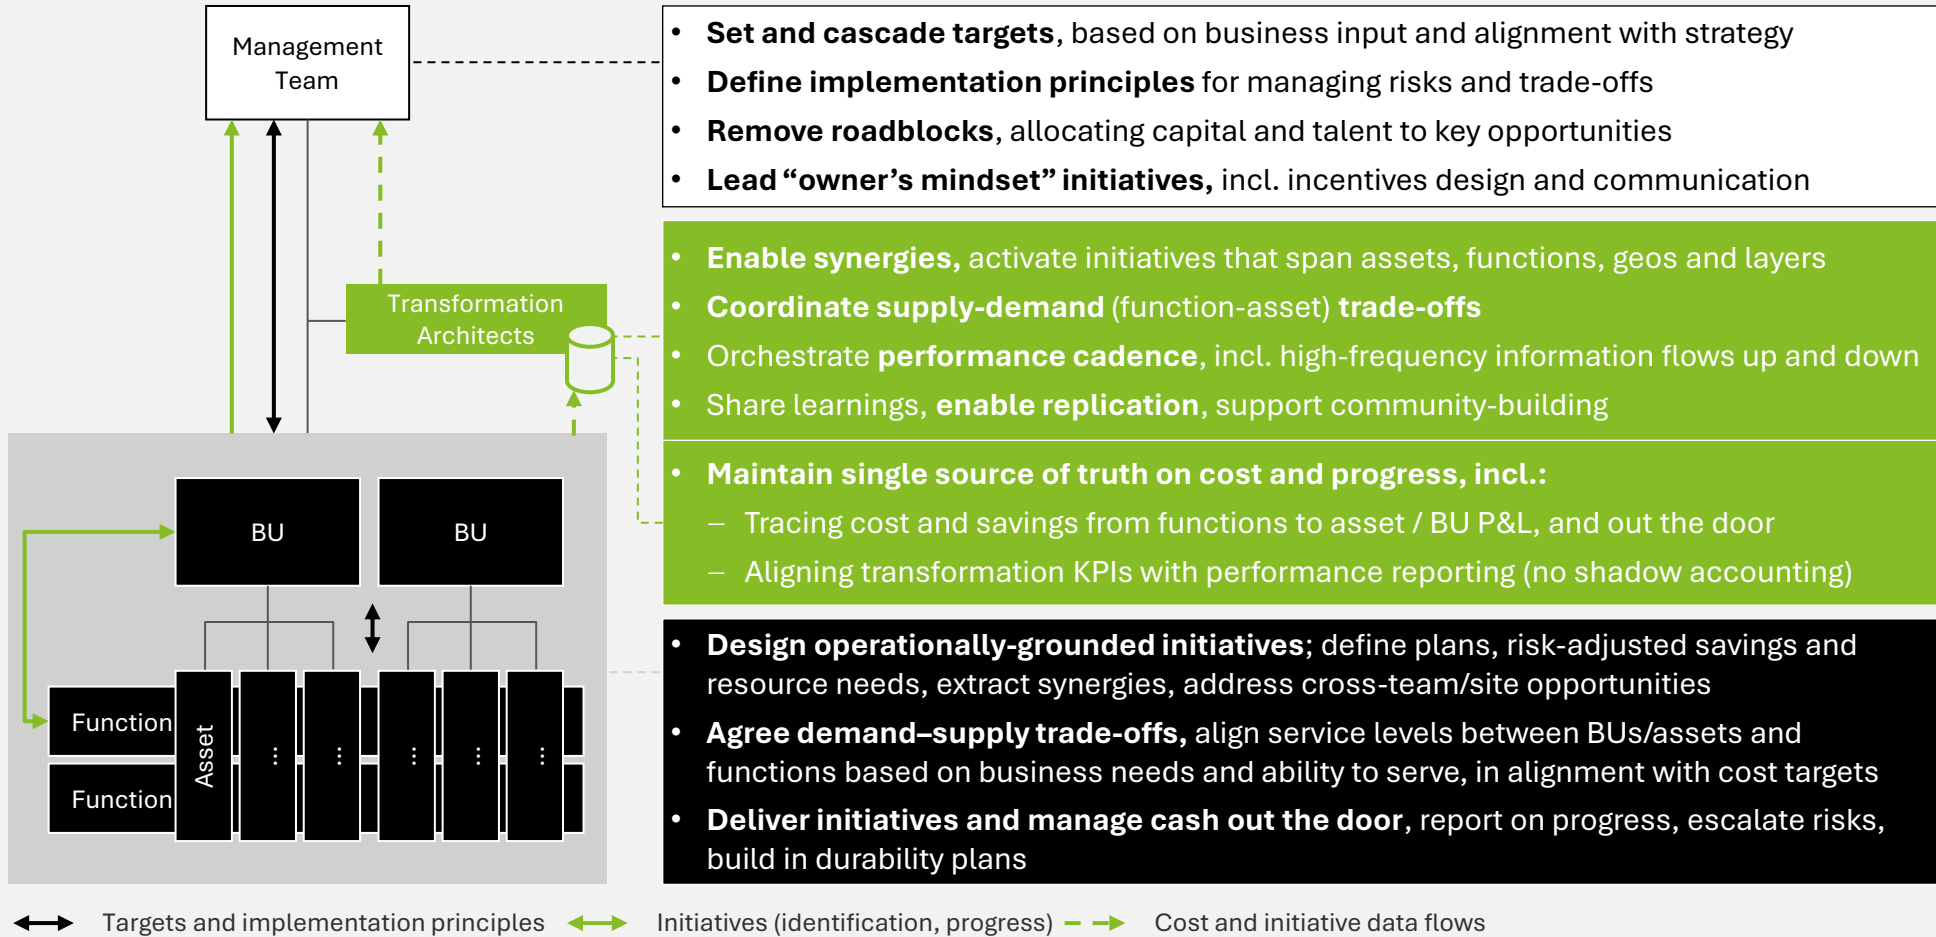 Management
Team
• Set and cascade targets, based on business input and alignment with strategy
• Define implementation principles for managing risks and trade-offs
• Remove roadblocks, allocating capital and talent to key opportunities
• Lead “owner’s mindset” initiatives, incl. incentives design and communication
Transformation
Architects
• Enable synergies, activate initiatives that span assets, functions, geos and layers
• Coordinate supply-demand (function-asset) trade-offs
• Orchestrate performance cadence, incl. high-frequency information flows up and down
• Share learnings, enable replication, support community-building
• Maintain single source of truth on cost and progress, incl.:
– Tracing cost and savings from functions to asset / BU P&L, and out the door
– Aligning transformation KPIs with performance reporting (no shadow accounting)
BU
BU
Function
Function
Asset
...
...
...
...
...
• Design operationally-grounded initiatives; define plans, risk-adjusted savings and
resource needs, extract synergies, address cross-team/site opportunities
• Agree demand–supply trade-offs, align service levels between BUs/assets and
functions based on business needs and ability to serve, in alignment with cost targets
• Deliver initiatives and manage cash out the door, report on progress, escalate risks,
build in durability plans
Targets and implementation principles
Initiatives (identification, progress)
Cost and initiative data flows